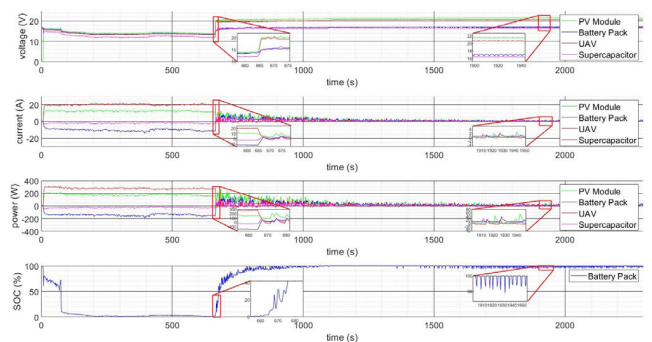 voltage (V)
20
10
0
0 500 1000 1500 2000
time (s)
PV Module
Battery Pack
UAV
Supercapacitor
current (A)
20
0
-20
0 500 1000 1500 2000
time (s)
PV Module
Battery Pack
UAV
Supercapacitor
power (W)
400
200
0
-200
-400
0 500 1000 1500 2000
time (s)
PV Module
Battery Pack
UAV
Supercapacitor
SOC (%)
100
50
0
0 500 1000 1500 2000
time (s)
Battery Pack